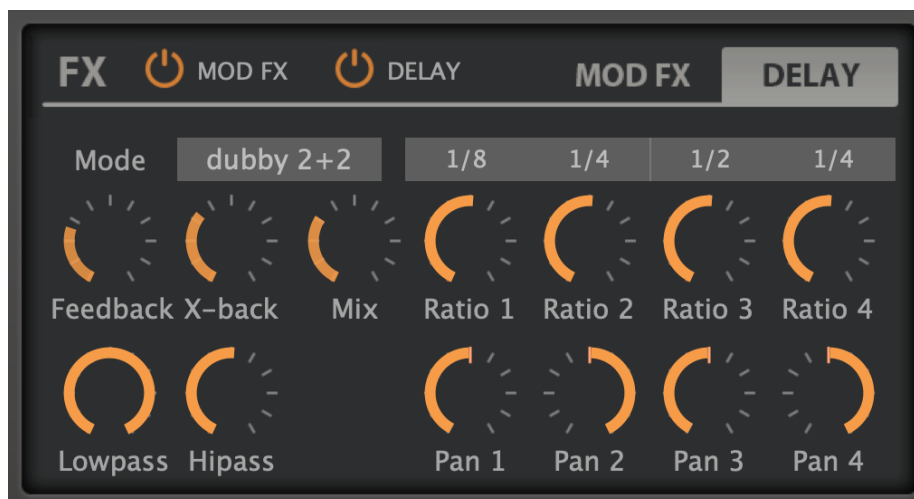 FX MOD FX DELAY MOD FX DELAY
Mode dubby 2+2 1/8 1/4 1/2 1/4
Feedback X-back Mix Ratio 1 Ratio 2 Ratio 3 Ratio 4
Lowpass Hipass Pan 1 Pan 2 Pan 3 Pan 4